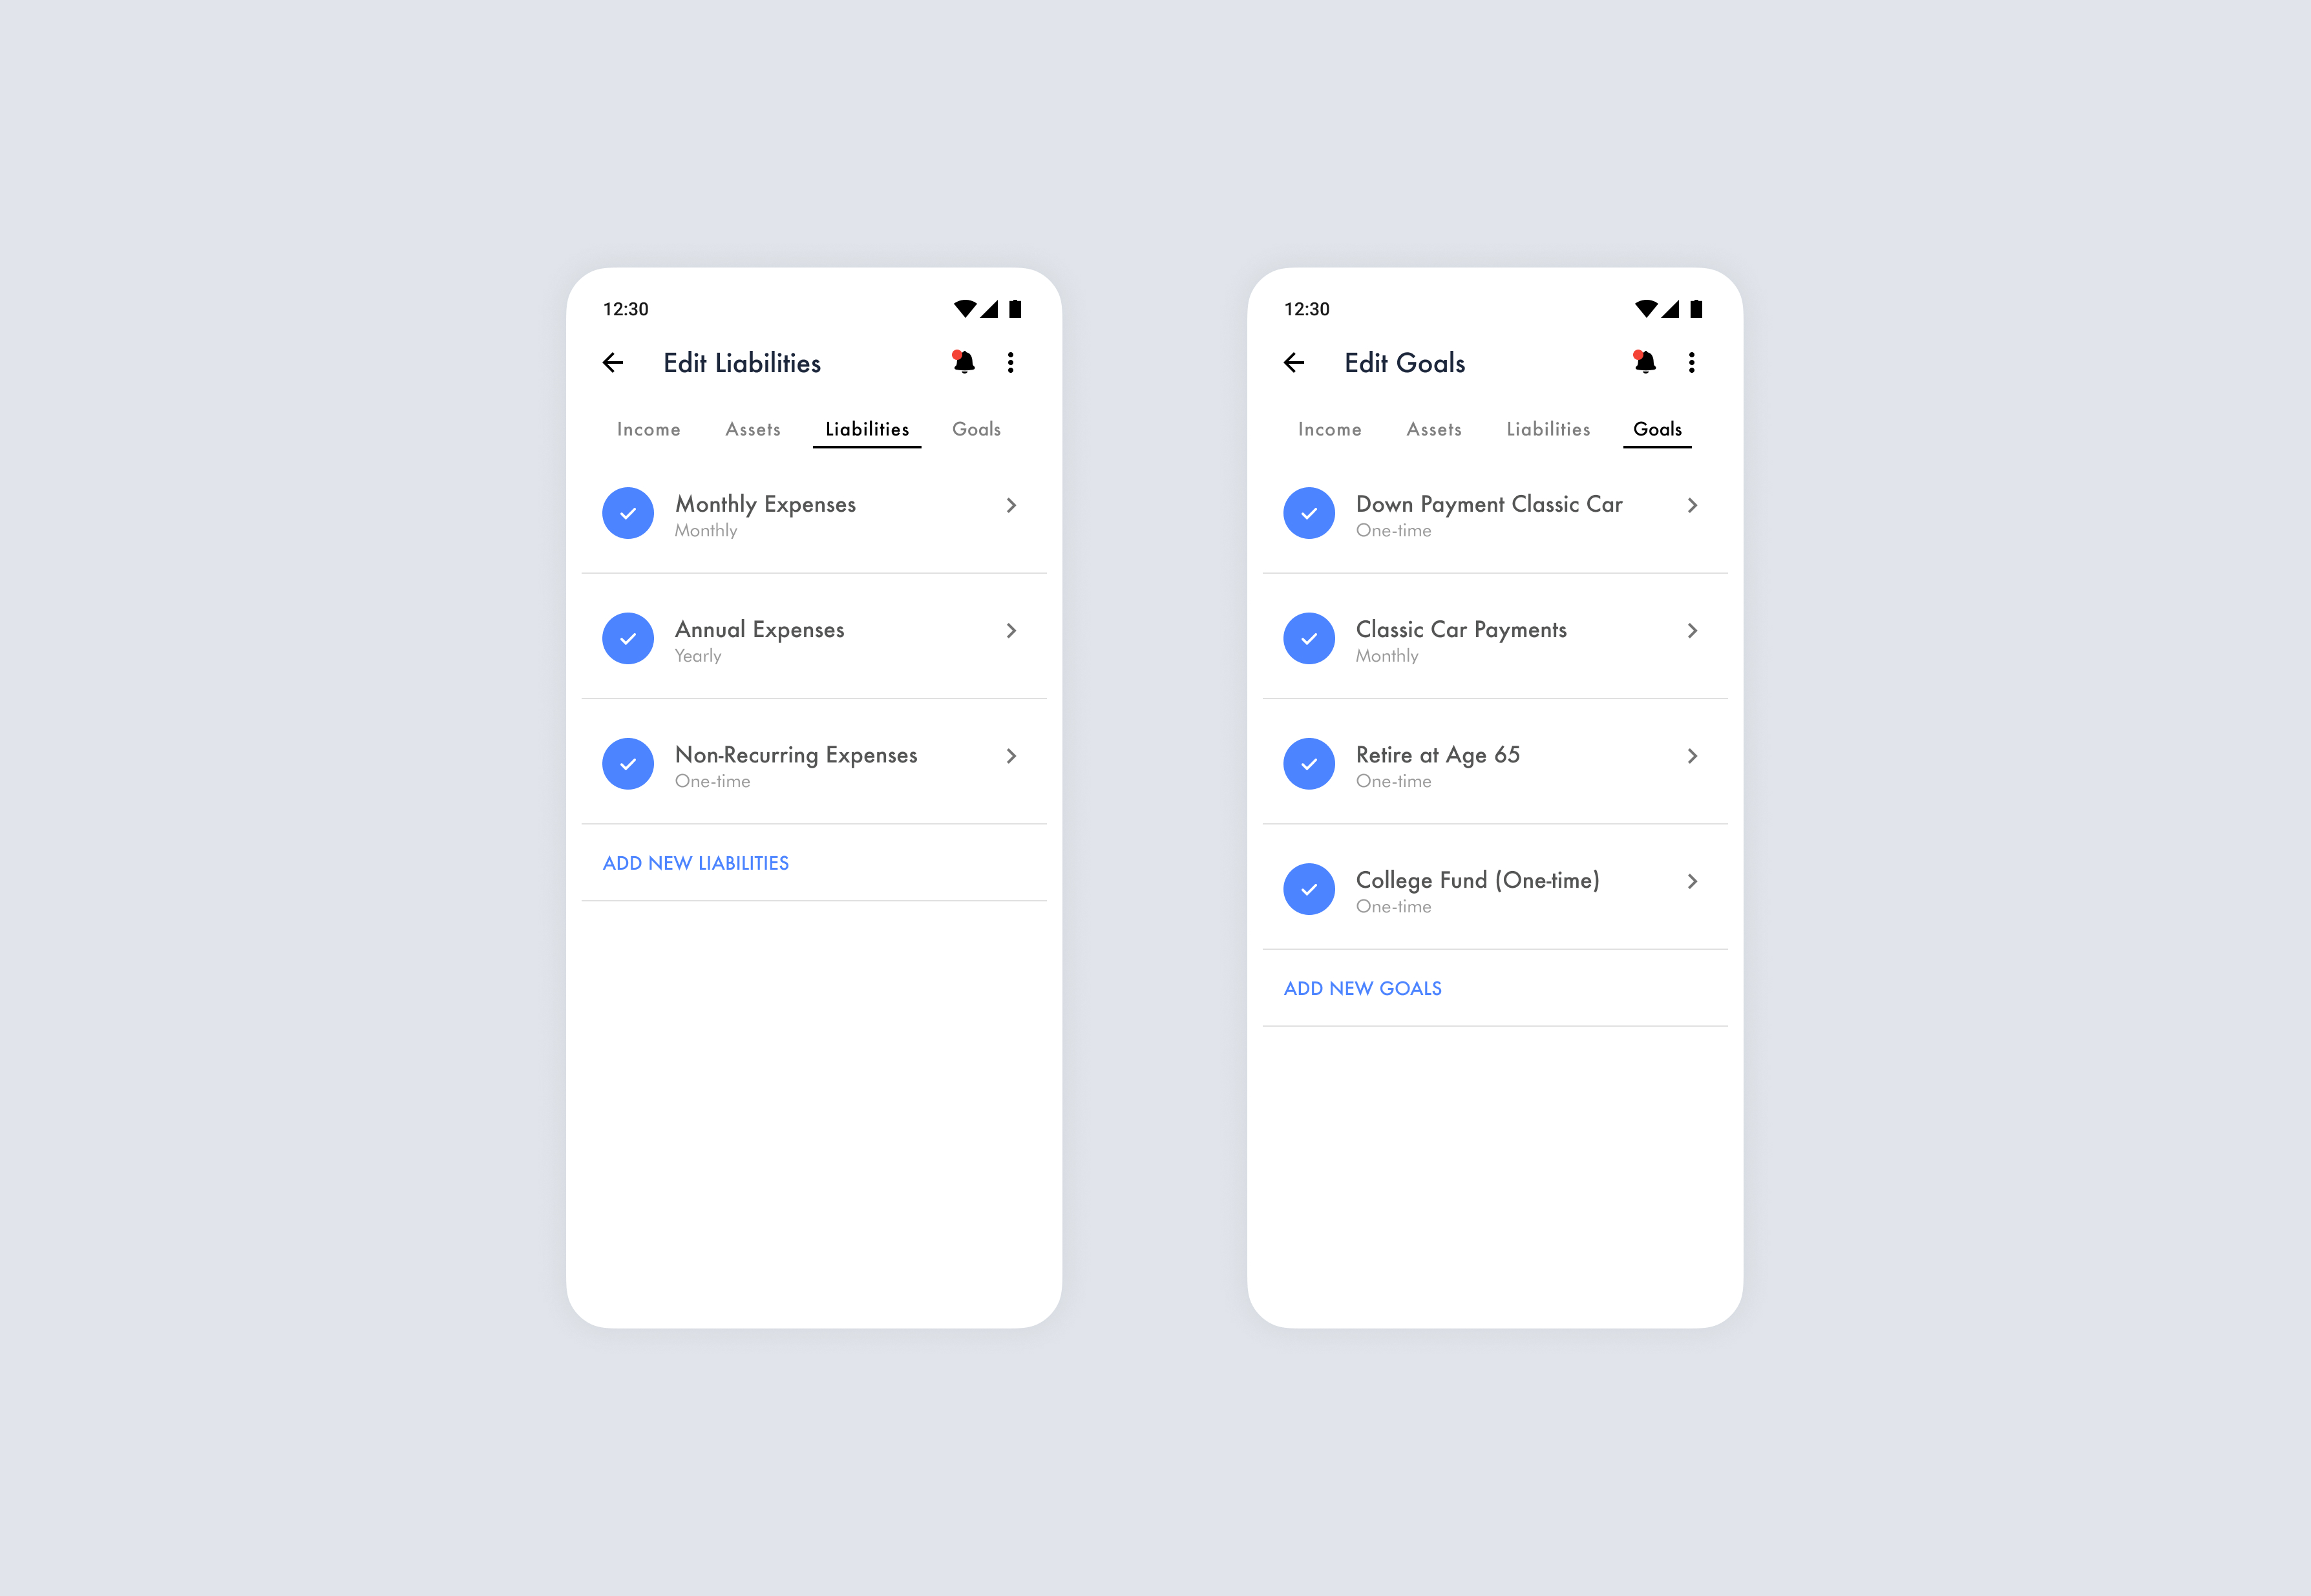 12:30
Edit Liabilities
Income Assets Liabilities Goals
Monthly Expenses
Monthly
Annual Expenses
Yearly
Non-Recurring Expenses
One-time
ADD NEW LIABILITIES
12:30
Edit Goals
Income Assets Liabilities Goals
Down Payment Classic Car
One-time
Classic Car Payments
Monthly
Retire at Age 65
One-time
College Fund (One-time)
One-time
ADD NEW GOALS